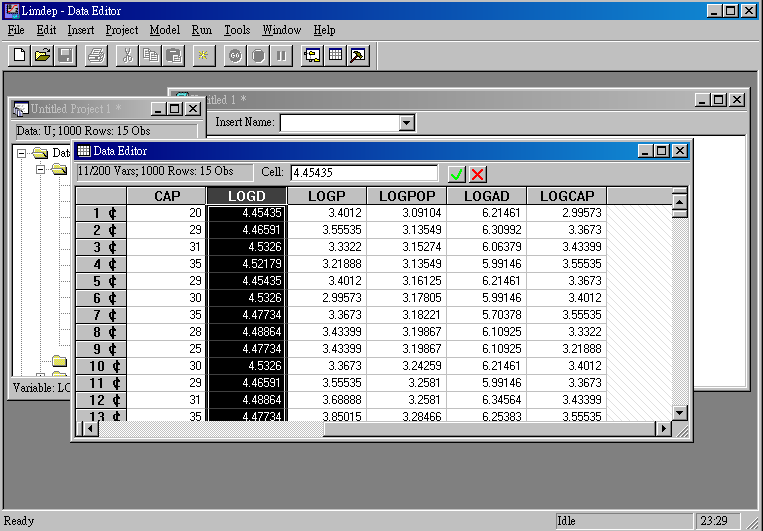 Limdep - Data Editor
File Edit Insert Project Model Run Tools Window Help
GO
Untitled 1 *
Untitled Project 1 *
Insert Name:
Data: U; 1000 Rows: 15 Obs
Data Editor
11/200 Vars; 1000 Rows: 15 Obs Cell: 4.45435
CAP LOGD LOGP LOGPOP LOGAD LOGCAP
1 ¢ 20 4.45435 3.4012 3.09104 6.21461 2.99573
2 ¢ 29 4.46591 3.55535 3.13549 6.30992 3.3673
3 ¢ 31 4.5326 3.3322 3.15274 6.06379 3.43399
4 ¢ 35 4.52179 3.21888 3.13549 5.99146 3.55535
5 ¢ 29 4.45435 3.4012 3.16125 6.21461 3.3673
6 ¢ 30 4.5326 2.99573 3.17805 5.99146 3.4012
7 ¢ 35 4.47734 3.3673 3.18221 5.70378 3.55535
8 ¢ 28 4.48864 3.43399 3.19867 6.10925 3.3322
9 ¢ 25 4.47734 3.43399 3.19867 6.10925 3.21888
10 ¢ 30 4.5326 3.3673 3.24259 6.21461 3.4012
11 ¢ 29 4.46591 3.55535 3.2581 5.99146 3.3673
12 ¢ 31 4.48864 3.68888 3.2581 6.34564 3.43399
13 ¢ 35 4.47734 3.85015 3.28466 6.25383 3.55535
Dat
Variable: LO
Ready Idle 23:29